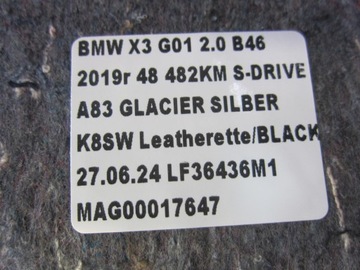 BMW X3 G01 2.0 B46
2019r 48 482KM S-DRIVE
A83 GLACIER SILBER
K8SW Leatherette/BLACK
27.06.24 LF36436M1
MAG00017647